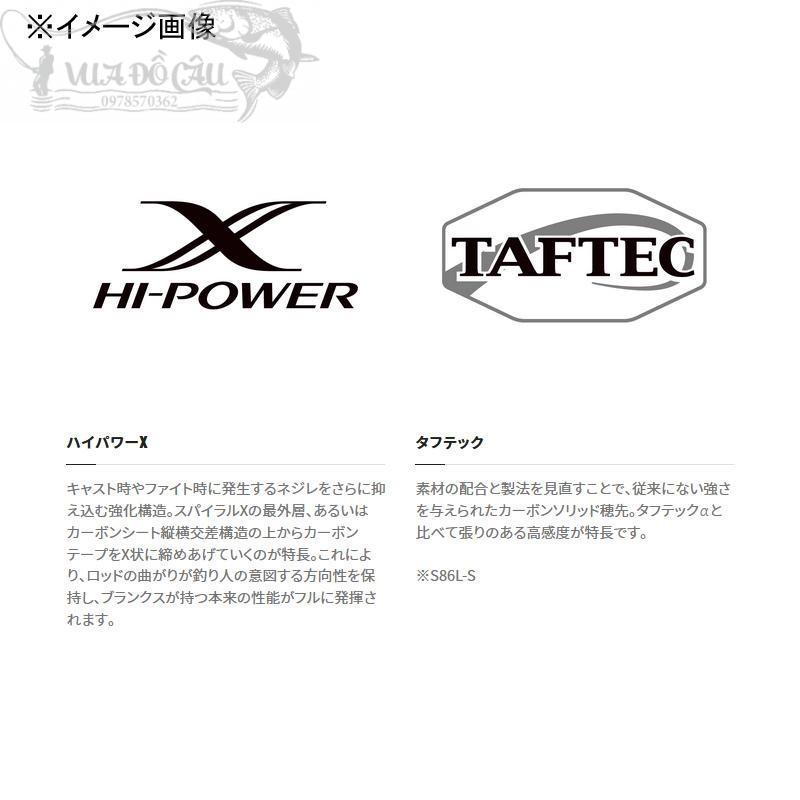 ※イメージ画像
VUA ĐỒ CÂU
0978570362
HI-POWER X
TAFTEC
ハイパワーX
キャスト時やファイト時に発生するネジレをさらに抑
え込む強化構造。スパイラルXの最外層、あるいは
カーボンシート縦横交差構造の上からカーボン
テープをX状に締めあげていくのが特長。これによ
り、ロッドの曲がりが釣り人の意図する方向性を保
持し、ブランクスが持つ本来の性能がフルに発揮さ
れます。
タフテック
素材の配合と製法を見直すことで、従来にない強さ
を与えられたカーボンソリッド穂先。タフテックαと
比べて張りのある高感度が特長です。
※S86L-S